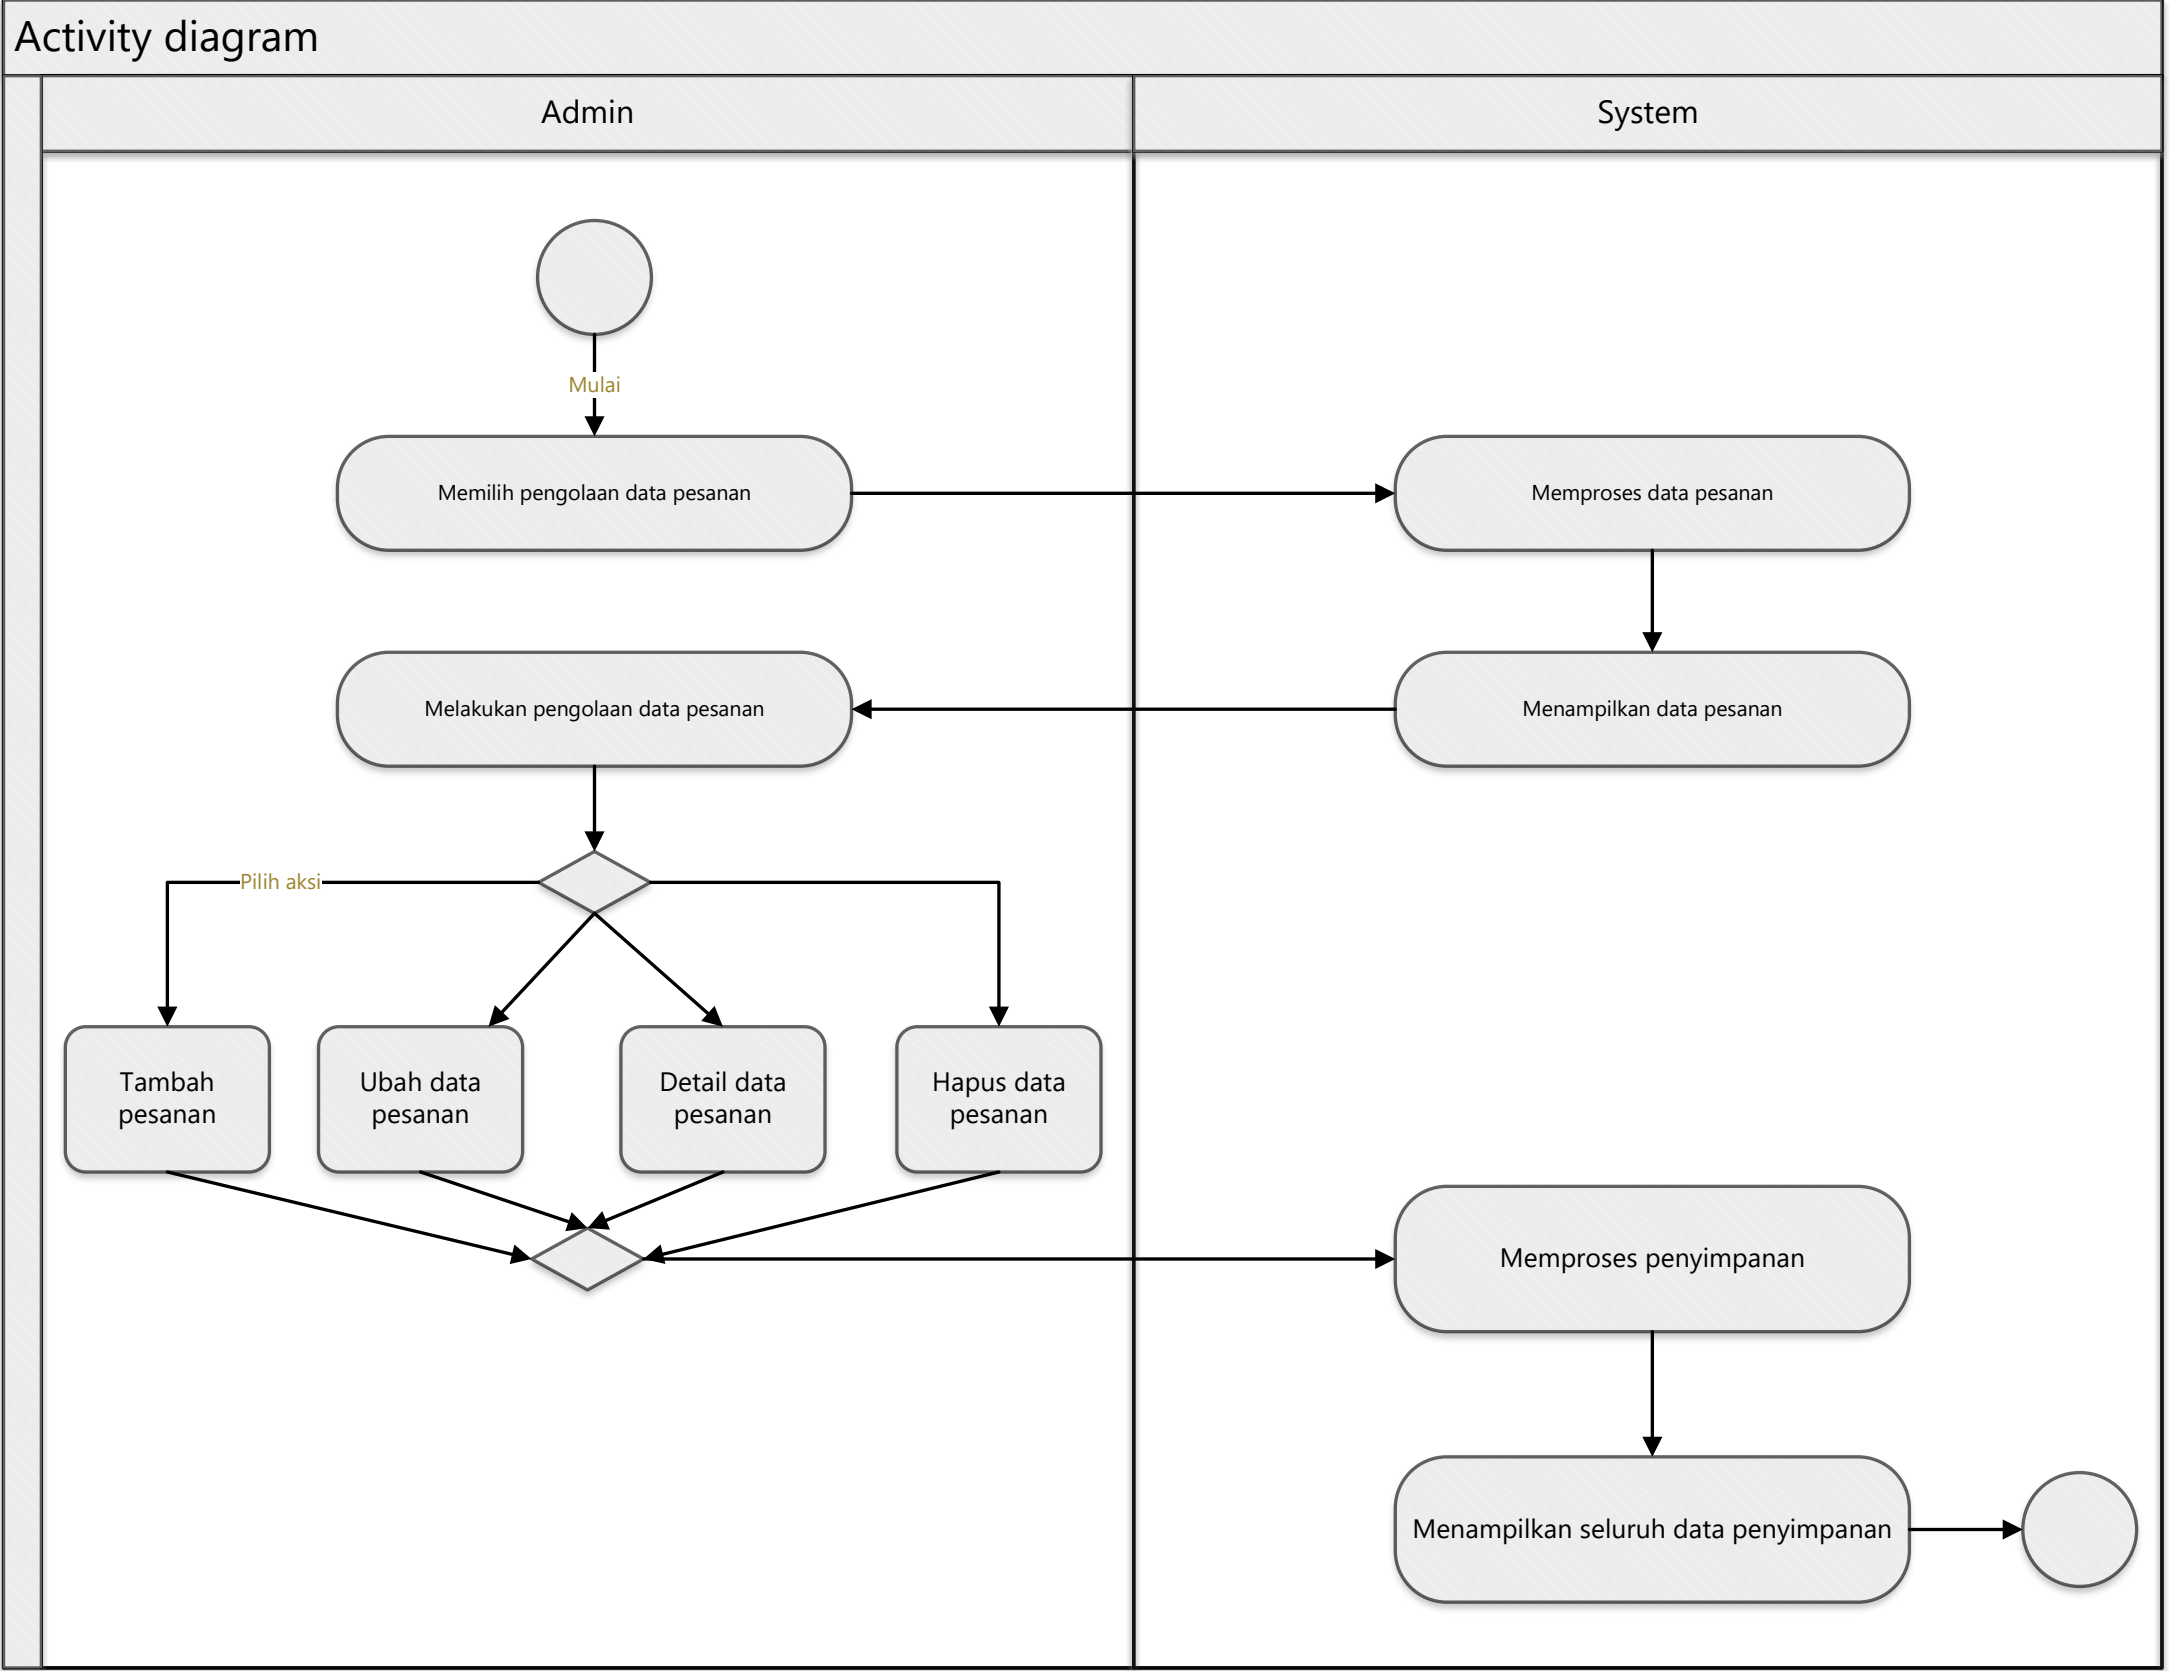 Activity diagram
Admin
System
Mulai
Memilih pengolaan data pesanan
Memproses data pesanan
Melakukan pengolaan data pesanan
Menampilkan data pesanan
Pilih aksi
Tambah
pesanan
Ubah data
pesanan
Detail data
pesanan
Hapus data
pesanan
Memproses penyimpanan
Menampilkan seluruh data penyimpanan